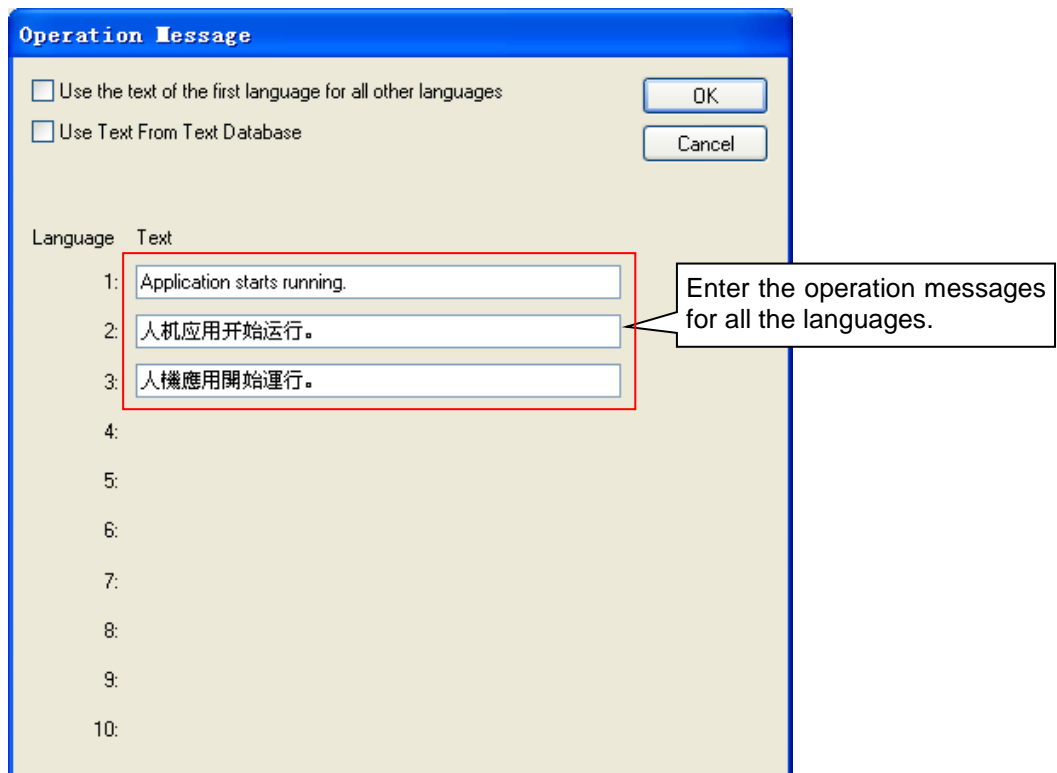 Operation Message
Use the text of the first language for all other languages
OK
Use Text From Text Database
Cancel
Language Text
1: Application starts running.
Enter the operation messages
for all the languages.
2: 人机应用开始运行。
3: 人機應用開始運行。
4:
5:
6:
7:
8:
9:
10: